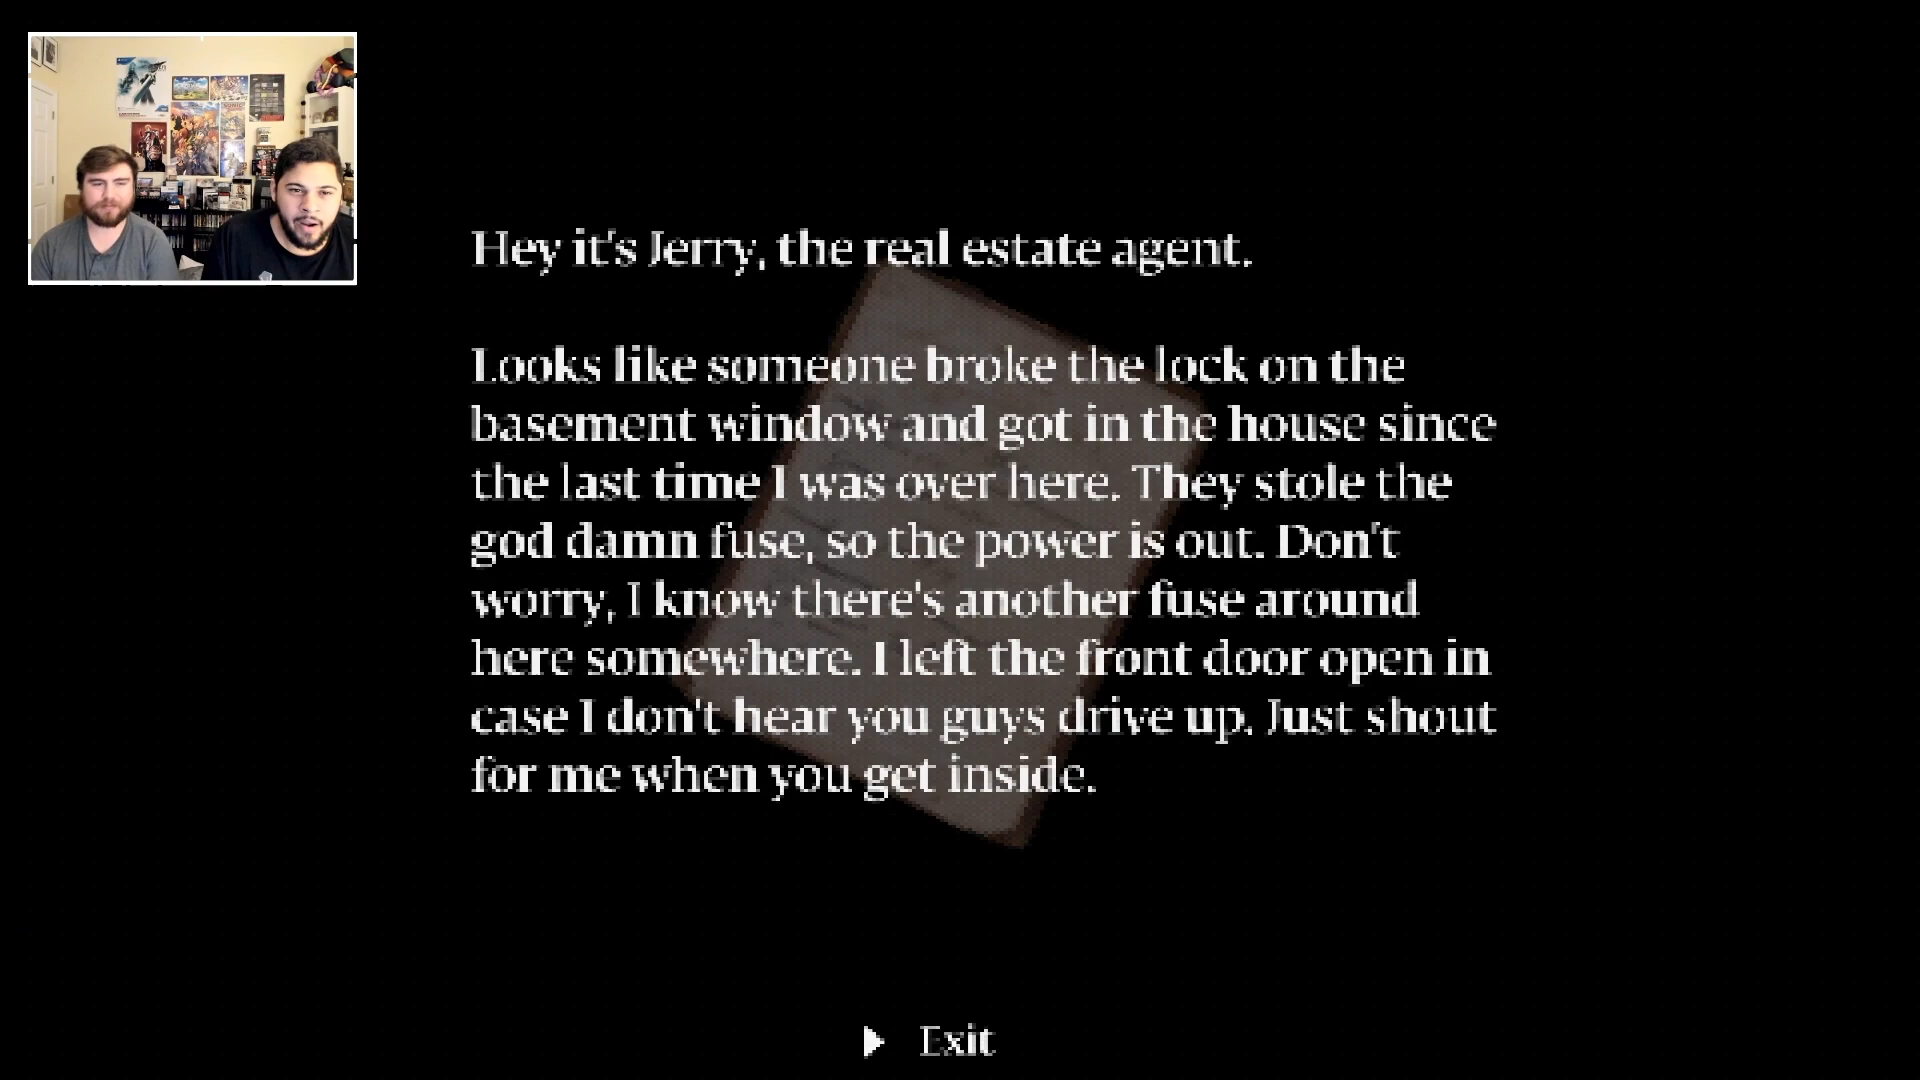 Hey it's Jerry, the real estate agent.
Looks like someone broke the lock on the
basement window and got in the house since
the last time I was over here. They stole the
god damn fuse, so the power is out. Don't
worry, I know there's another fuse around
here somewhere. I left the front door open in
case I don't hear you guys drive up. Just shout
for me when you get inside.
Exit